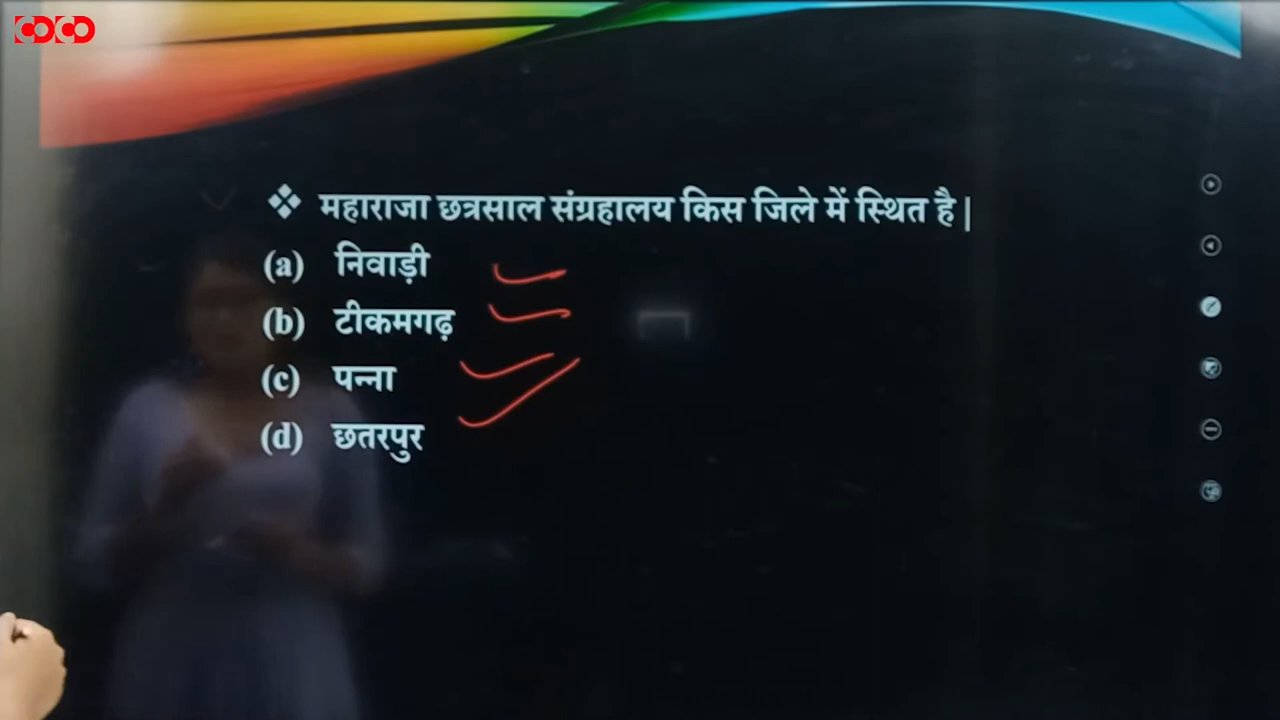 ❖ महाराजा छत्रसाल संग्रहालय किस जिले में स्थित है |
(a) निवाड़ी
(b) टीकमगढ़
(c) पन्ना
(d) छतरपुर